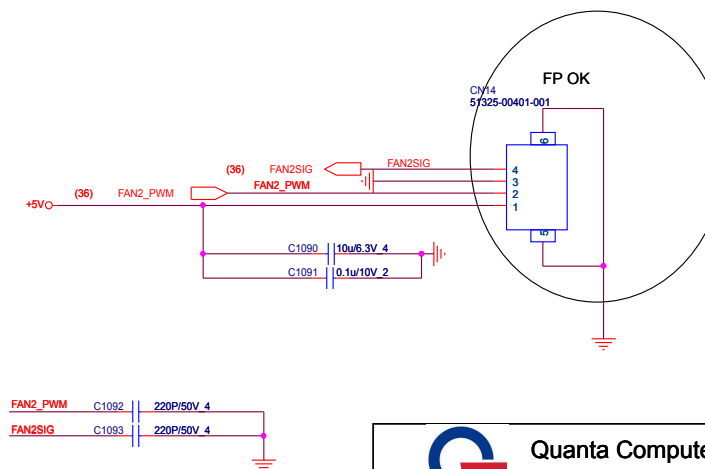 FP OK
CN14
51325-00401-001
6
(36)
FAN2SIG
FAN2SIG
4
3
(36)
FAN2_PWM
FAN2_PWM
2
+5V
1
5
C1090
10u/6.3V_4
C1091
0.1u/10V_2
FAN2_PWM
C1092
220P/50V_4
FAN2SIG
C1093
220P/50V_4
Quanta Compute